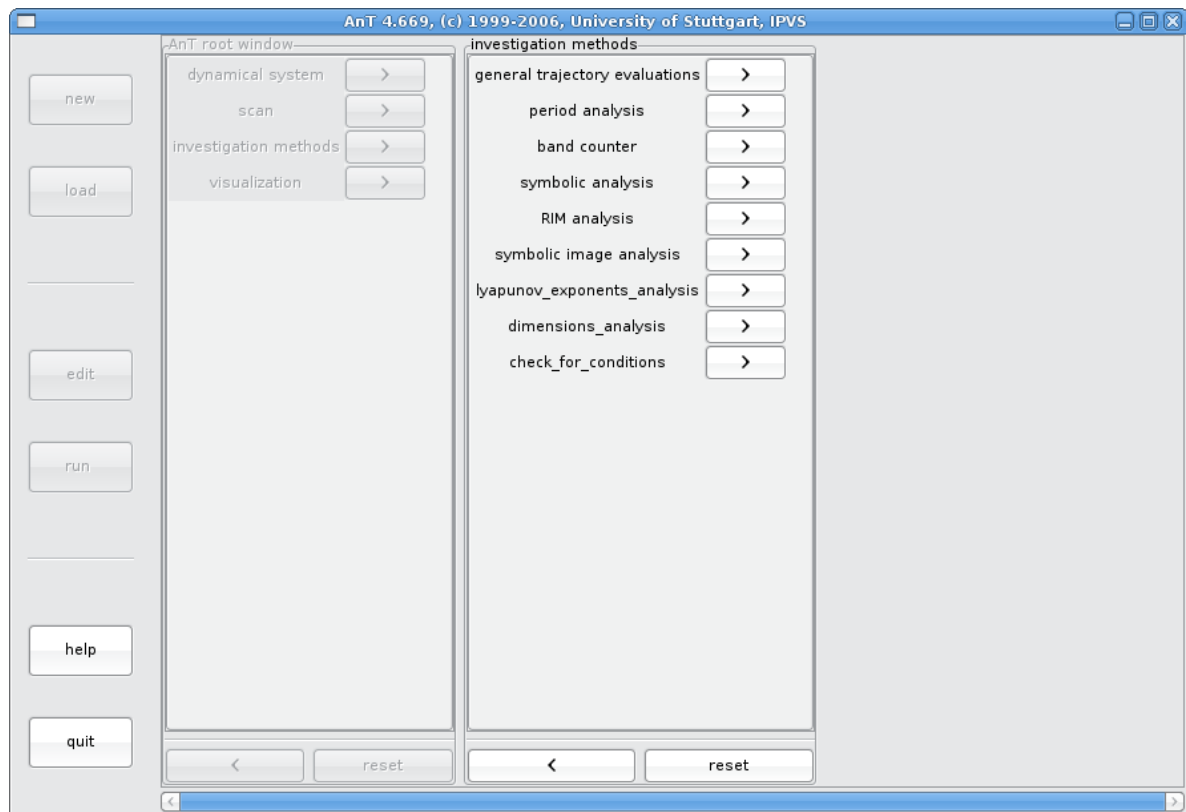 AnT 4.669, (c) 1999-2006, University of Stuttgart, IPVS
new
load
edit
run
help
quit
AnT root window
dynamical system >
scan >
investigation methods >
visualization >
< reset
investigation methods
general trajectory evaluations >
period analysis >
band counter >
symbolic analysis >
RIM analysis >
symbolic image analysis >
lyapunov_exponents_analysis >
dimensions_analysis >
check_for_conditions >
< reset